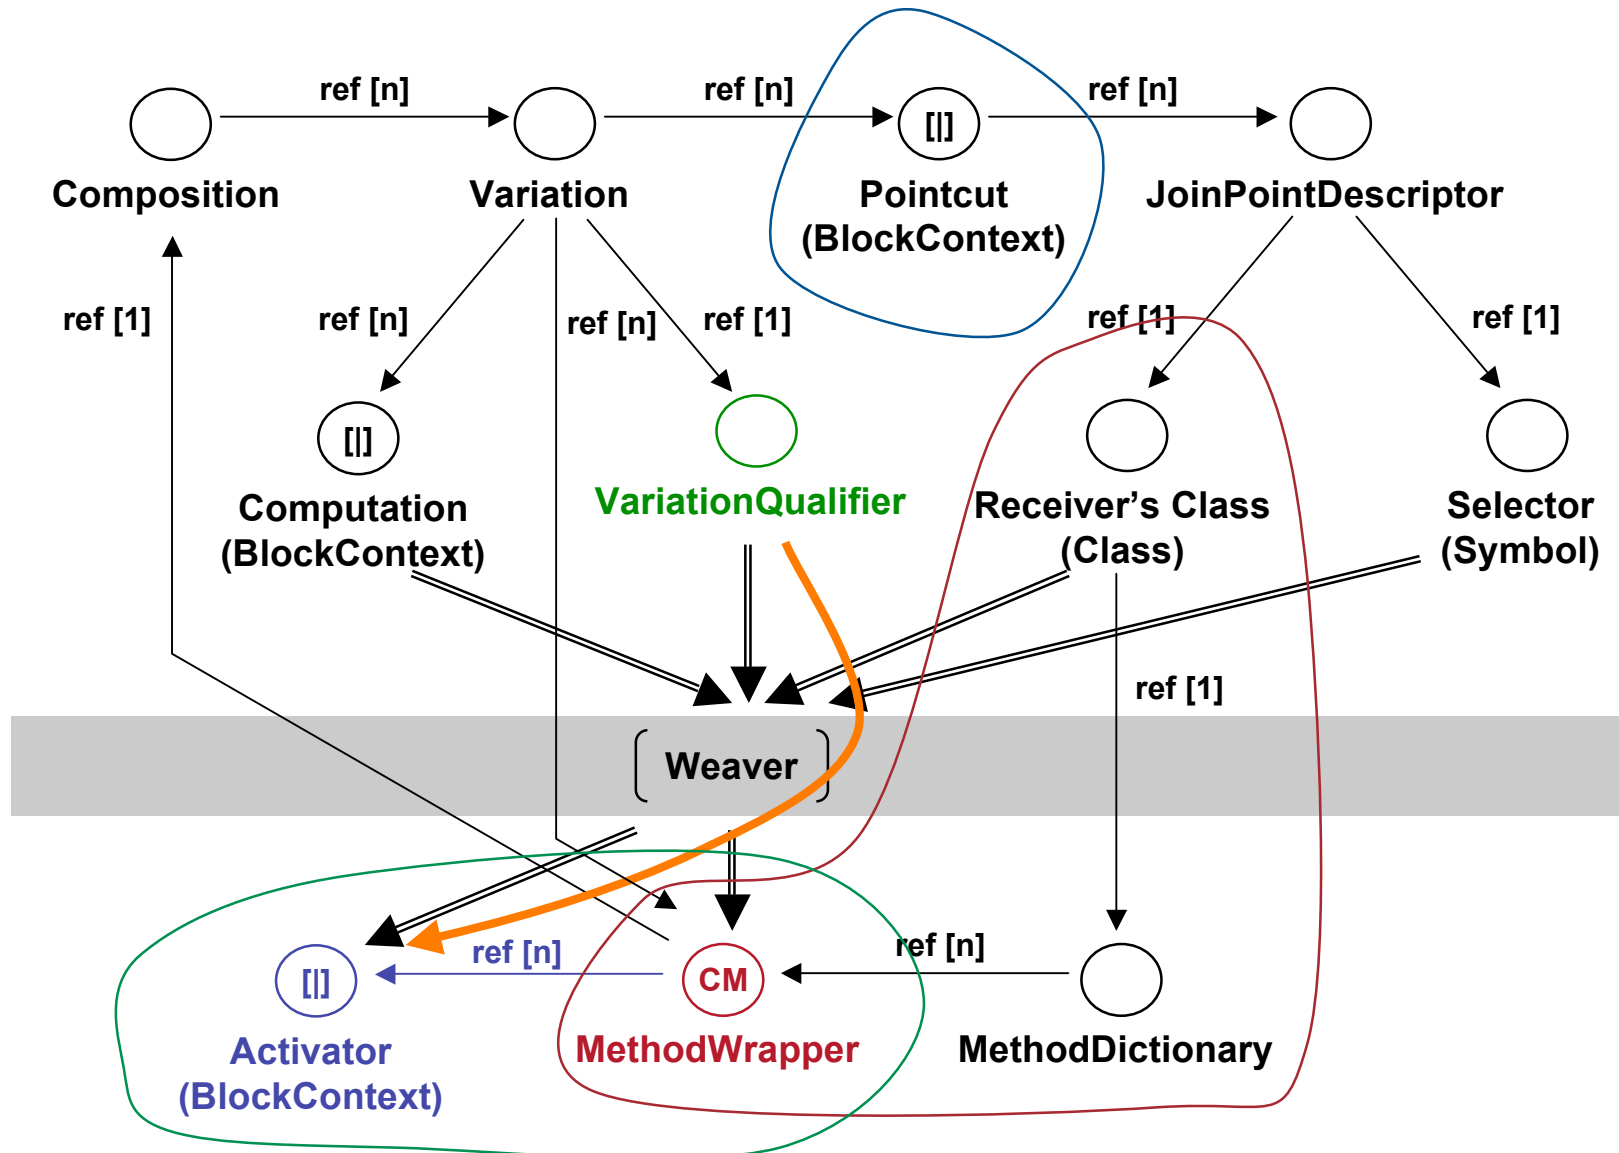 ref [n]
ref [n]
ref [n]
[|]
Composition
Variation
Pointcut
(BlockContext)
JoinPointDescriptor
ref [1]
ref [n]
ref [n]
ref [1]
ref [1]
ref [1]
[|]
Computation
(BlockContext)
VariationQualifier
Receiver's Class
(Class)
Selector
(Symbol)
ref [1]
Weaver
ref [n]
ref [n]
[|]
CM
Activator
(BlockContext)
MethodWrapper
MethodDictionary